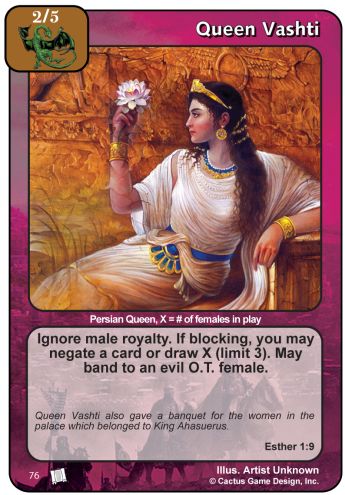 2/5
Queen Vashti
Persian Queen, X = # of females in play
Ignore male royalty. If blocking, you may
negate a card or draw X (limit 3). May
band to an evil O.T. female.
Queen Vashti also gave a banquet for the women in the
palace which belonged to King Ahasuerus.
Esther 1:9
76
Illus. Artist Unknown
© Cactus Game Design, Inc.